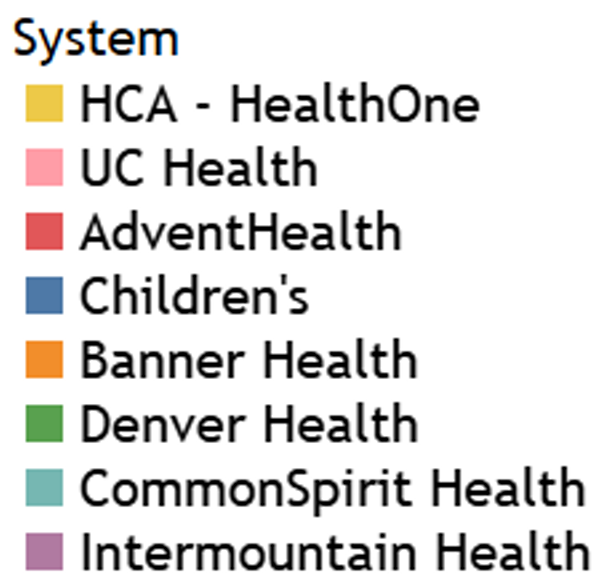 System
HCA - HealthOne
UC Health
AdventHealth
Children's
Banner Health
Denver Health
CommonSpirit Health
Intermountain Health